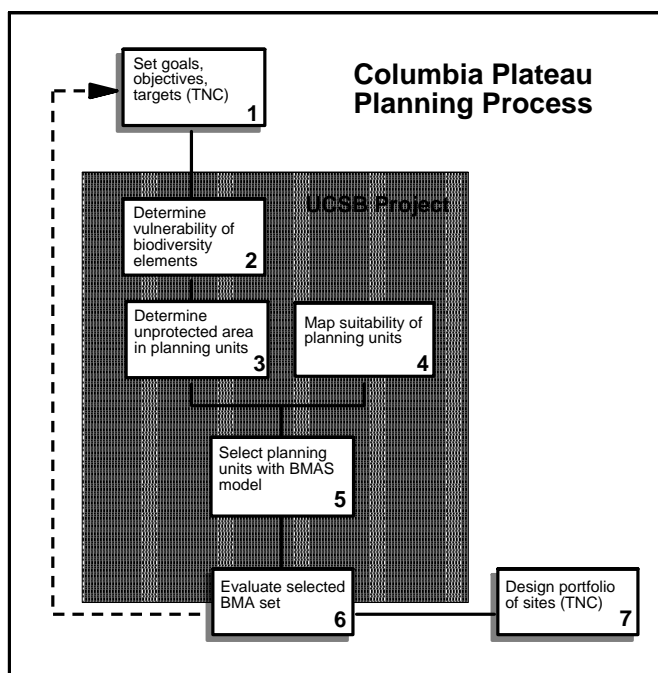 Columbia Plateau
Planning Process
Set goals,
objectives,
targets (TNC)
1
UCSB Project
Determine
vulnerability of
biodiversity
elements
2
Determine
unprotected area
in planning units
3
Map suitability of
planning units
4
Select planning
units with BMAS
model
5
Evaluate selected
BMA set
6
Design portfolio
of sites (TNC)
7